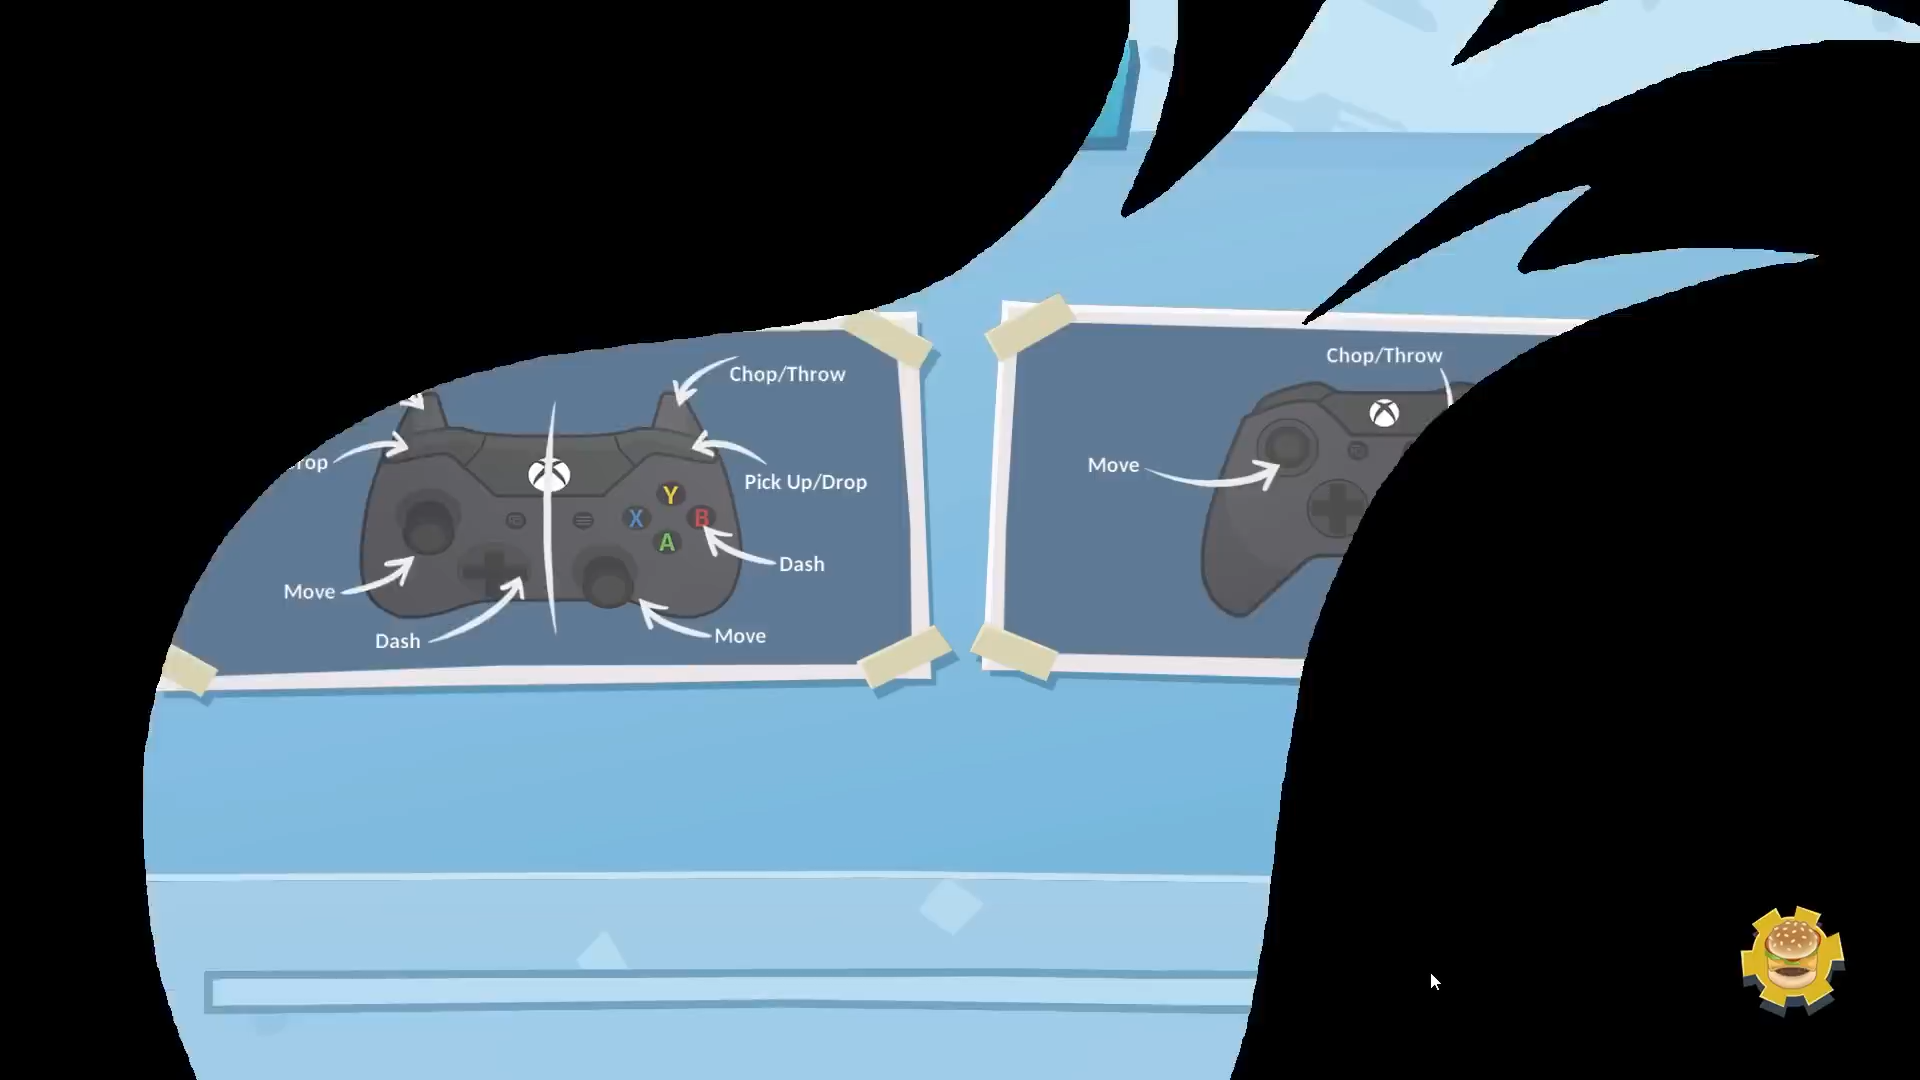 Chop/Throw
Pick Up/Drop
Y
X
B
A
Move
Dash
Dash
Move
Chop/Throw
Move